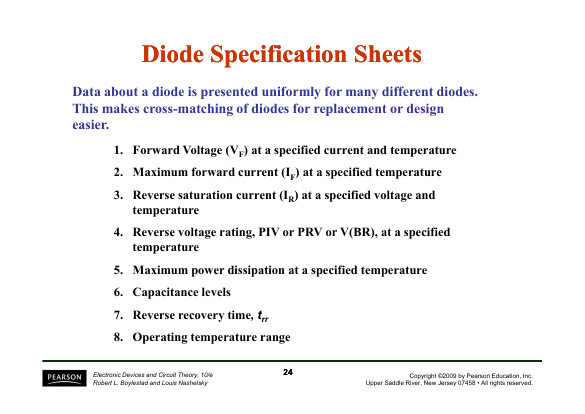 Diode Specification Sheets
Data about a diode is presented uniformly for many different diodes.
This makes cross-matching of diodes for replacement or design
easier.
1. Forward Voltage (VF) at a specified current and temperature
2. Maximum forward current (IF) at a specified temperature
3. Reverse saturation current (IR) at a specified voltage and
temperature
4. Reverse voltage rating, PIV or PRV or V(BR), at a specified
temperature
5. Maximum power dissipation at a specified temperature
6. Capacitance levels
7. Reverse recovery time, trr
8. Operating temperature range
PEARSON
Electronic Devices and Circuit Theory, 10/e
Robert L. Boylestad and Louis Nashelsky
24
Copyright ©2009 by Pearson Education, Inc.
Upper Saddle River, New Jersey 07458 • All rights reserved.